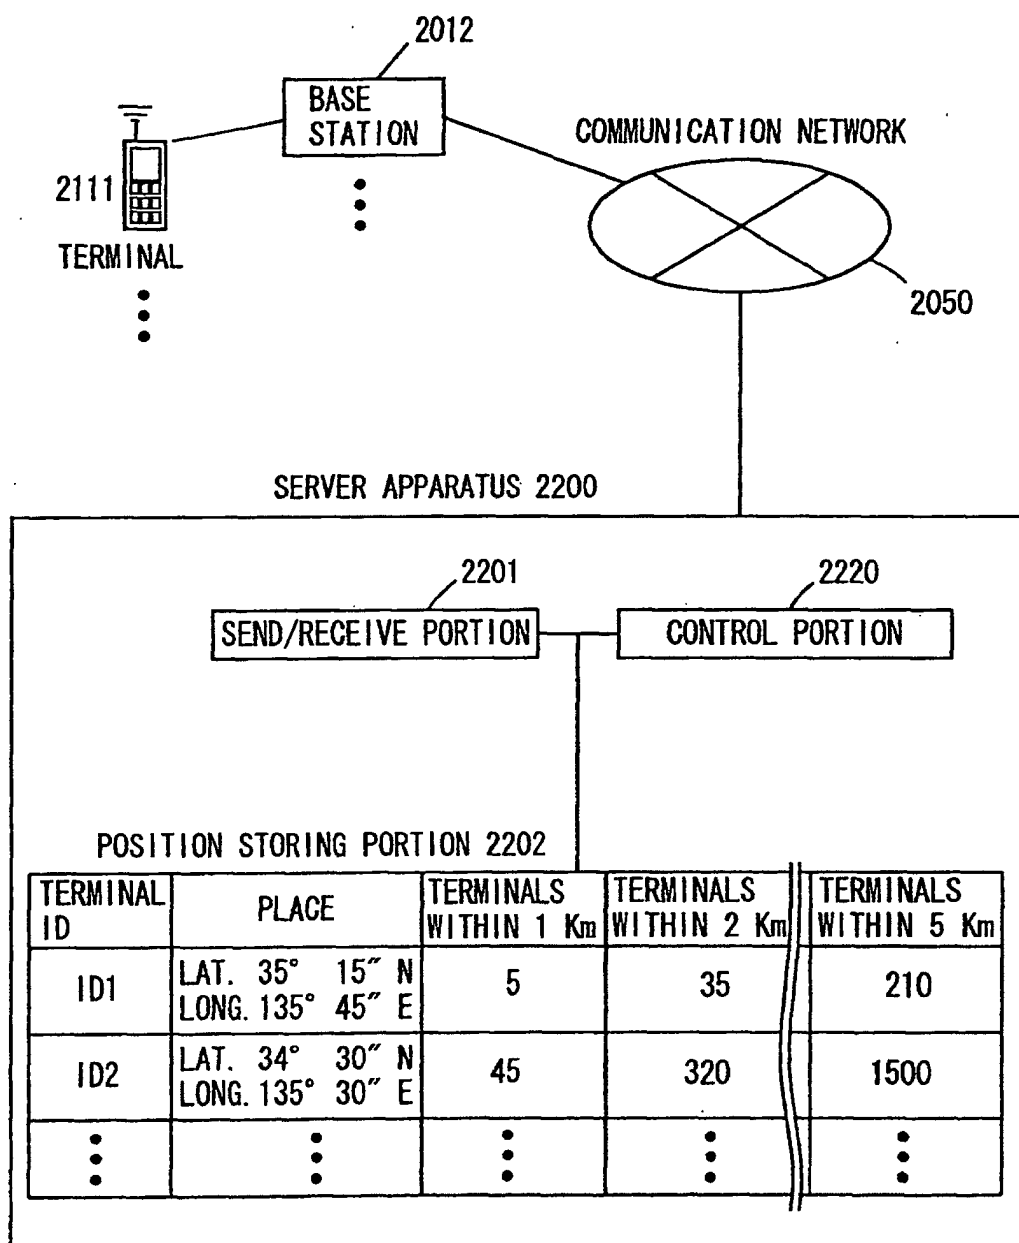 2012
BASE
STATION
COMMUNICATION NETWORK
2111
TERMINAL
2050
SERVER APPARATUS 2200
2201
2220
SEND/RECEIVE PORTION
CONTROL PORTION
POSITION STORING PORTION 2202
TERMINAL
ID
PLACE
TERMINALS
WITHIN 1 Km
TERMINALS
WITHIN 2 Km
TERMINALS
WITHIN 5 Km
ID1
LAT. 35° 15″ N
LONG. 135° 45″ E
5
35
210
ID2
LAT. 34° 30″ N
LONG. 135° 30″ E
45
320
1500